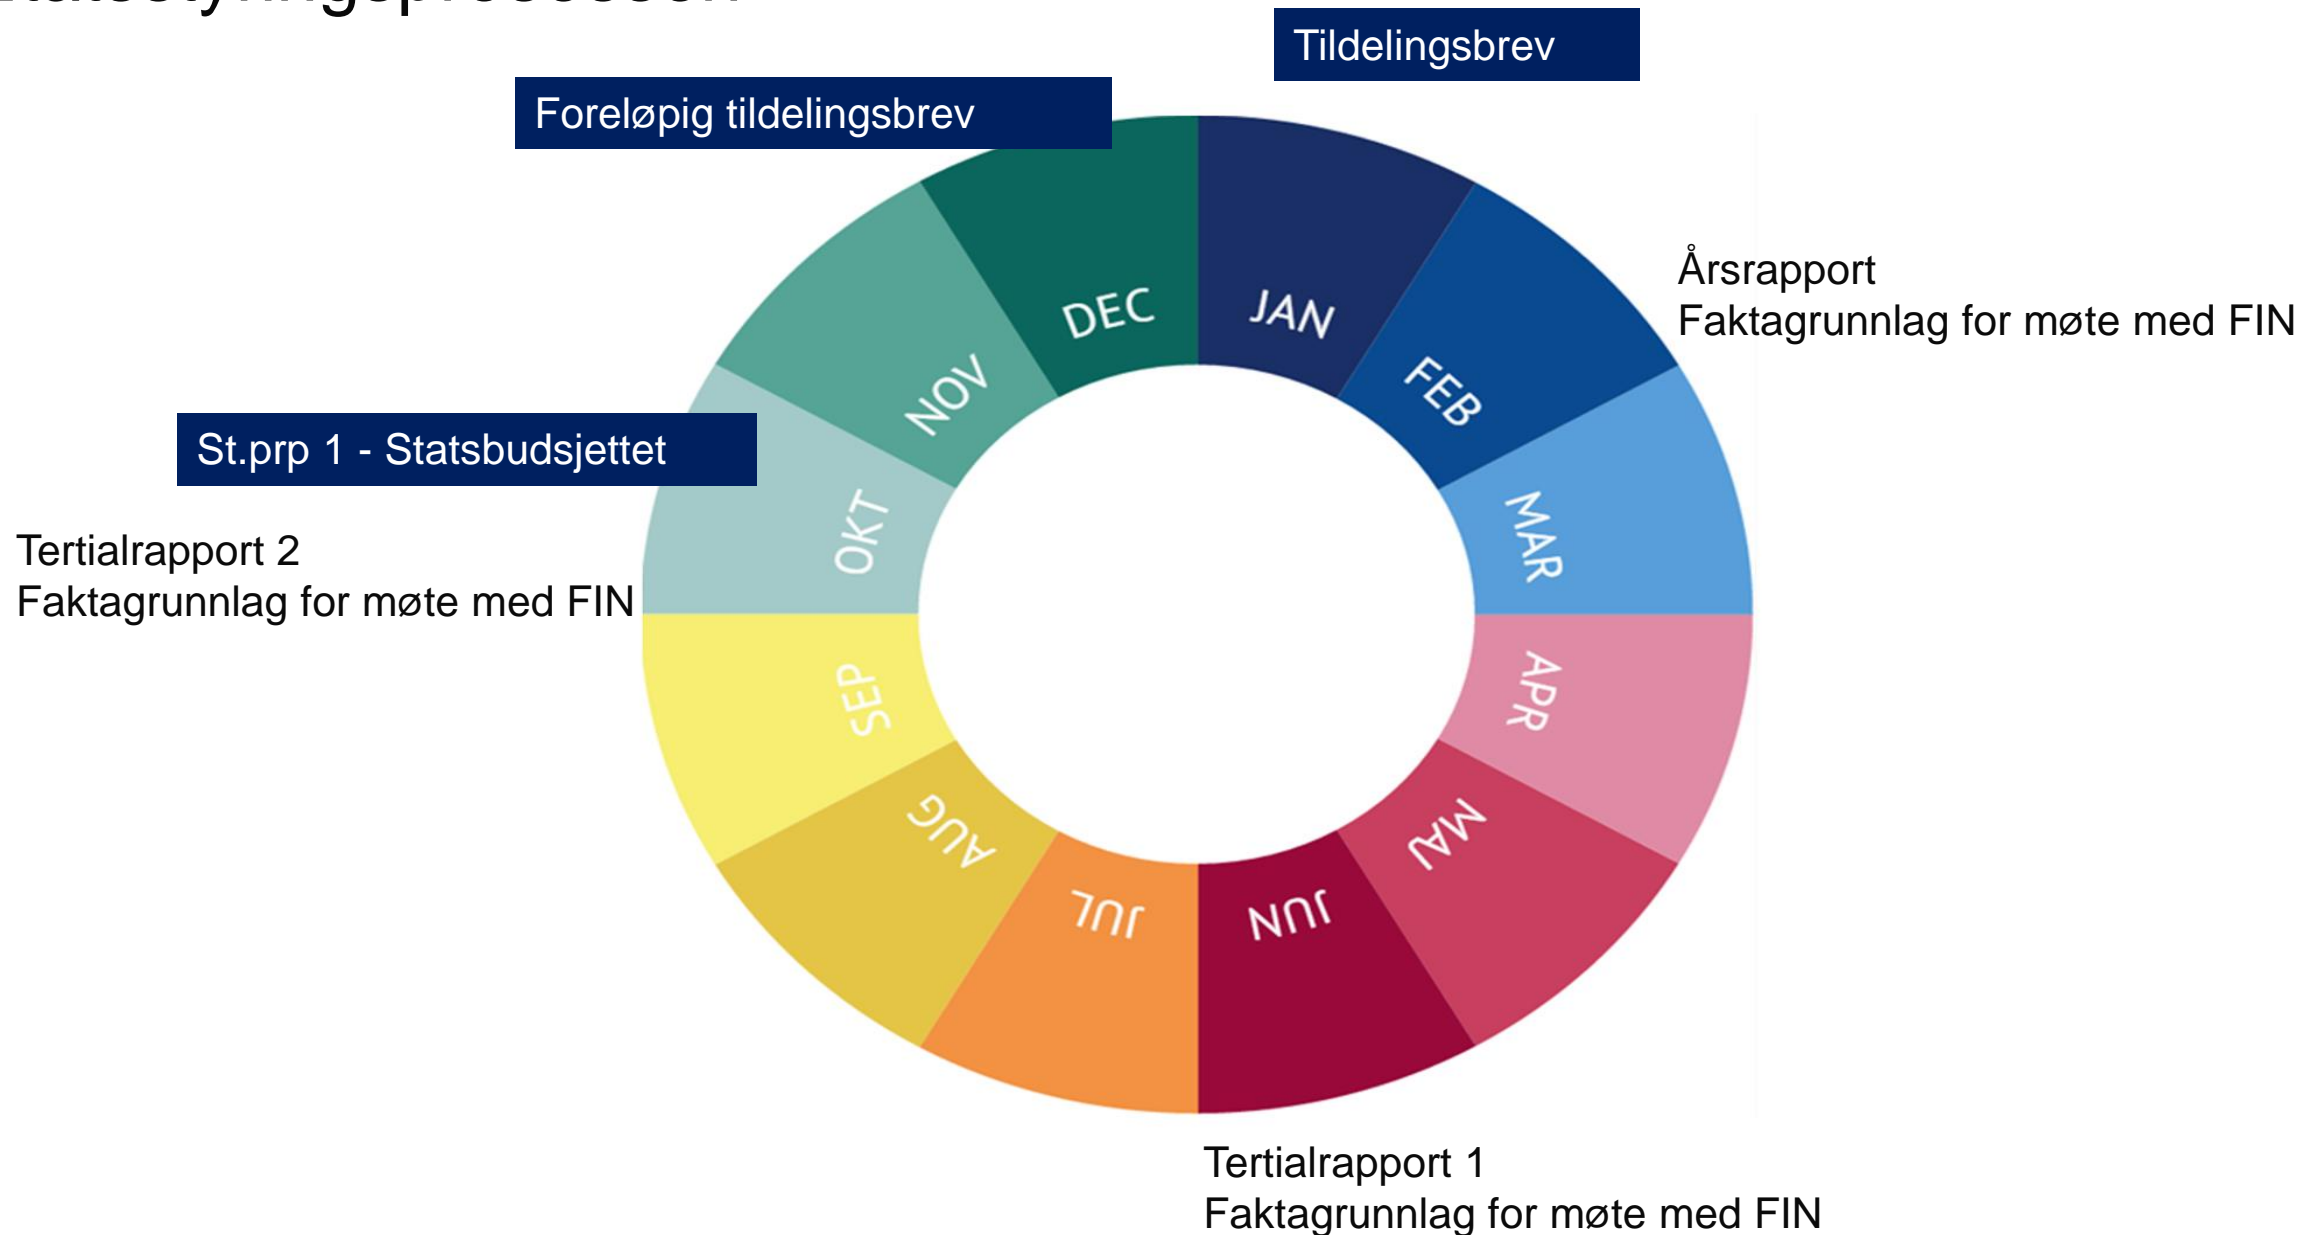 Tildelingsbrev
Foreløpig tildelingsbrev
DEC
JAN
Årsrapport
Faktagrunnlag for møte med FIN
NOV
FEB
St.prp 1 - Statsbudsjettet
OKT
MAR
Tertialrapport 2
Faktagrunnlag for møte med FIN
SEP
APR
AUG
MAJ
JUL
JUN
Tertialrapport 1
Faktagrunnlag for møte med FIN